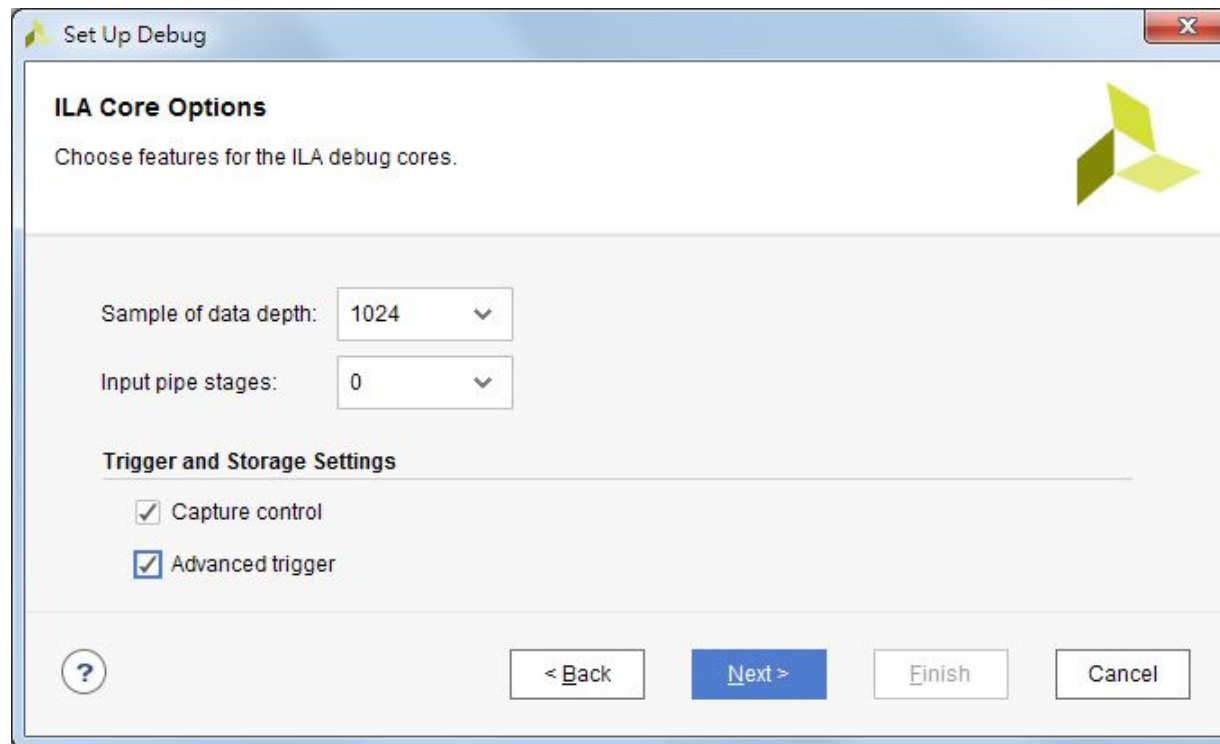 Set Up Debug
ILA Core Options
Choose features for the ILA debug cores.
Sample of data depth: 1024
Input pipe stages: 0
Trigger and Storage Settings
Capture control
Advanced trigger
? < Back Next > Finish Cancel